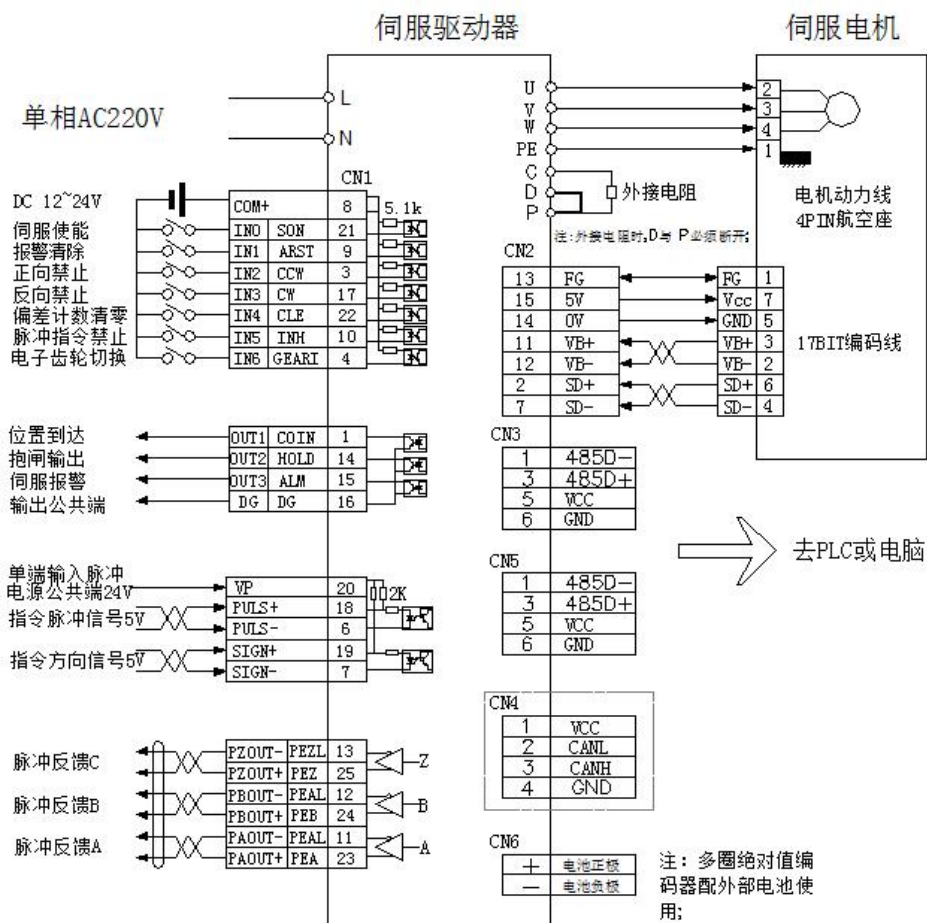 伺服驱动器
伺服电机
单相AC220V
L
N
U
V
W
PE
C
D
P
2
3
4
1
外接电阻
注:外接电阻时,D与 P必须断开;
电机动力线
4PIN航空座
CN1
DC 12~24V
COM+ 8
5.1k
伺服使能 IN0 SON 21
报警清除 IN1 ARST 9
正向禁止 IN2 CCW 3
反向禁止 IN3 CW 17
偏差计数清零 IN4 CLE 22
脉冲指令禁止 IN5 INH 10
电子齿轮切换 IN6 GEARI 4
CN2
13 FG FG 1
15 5V Vcc 7
14 0V GND 5
11 VB+ VB+ 3
12 VB- VB- 2
2 SD+ SD+ 6
7 SD- SD- 4
17BIT编码线
位置到达 OUT1 COIN 1
抱闸输出 OUT2 HOLD 14
伺服报警 OUT3 ALM 15
输出公共端 DG DG 16
CN3
1 485D-
3 485D+
5 VCC
6 GND
去PLC或电脑
CN5
1 485D-
3 485D+
5 VCC
6 GND
单端输入脉冲
电源公共端24V
VP 20
2K
指令脉冲信号5V
PULS+ 18
PULS- 6
指令方向信号5V
SIGN+ 19
SIGN- 7
CN4
1 VCC
2 CANL
3 CANH
4 GND
脉冲反馈C
PZOUT- PEZL 13
PZOUT+ PEZ 25
Z
脉冲反馈B
PBOUT- PEAL 12
PBOUT+ PEB 24
B
脉冲反馈A
PAOUT- PEAL 11
PAOUT+ PEA 23
A
CN6
+ 电池正极
- 电池负极
注: 多圈绝对值编
码器配外部电池使
用;